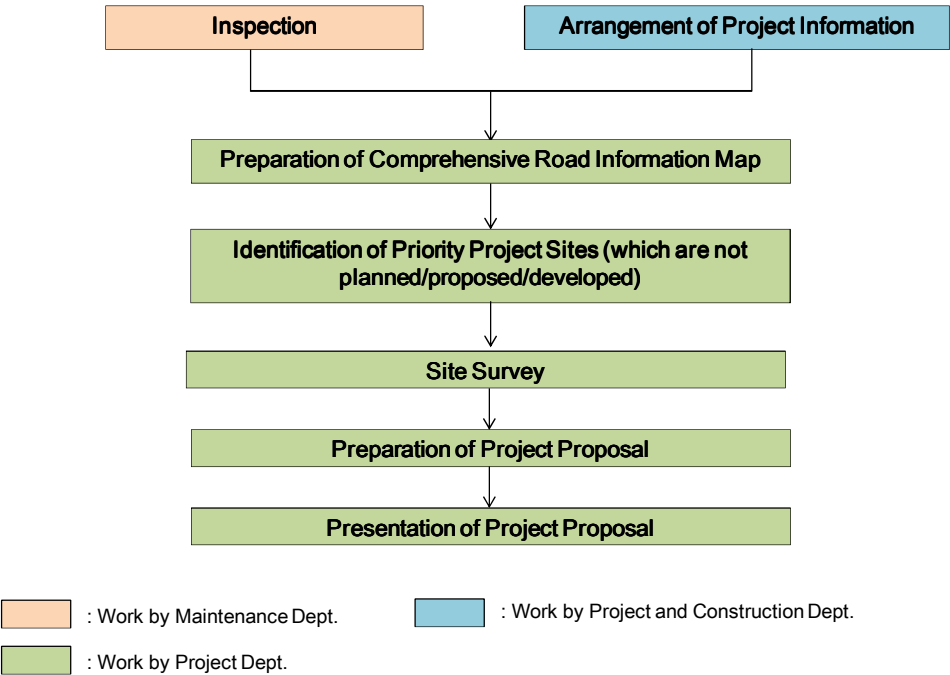 Inspection
Arrangement of Project Information
Preparation of Comprehensive Road Information Map
Identification of Priority Project Sites (which are not
planned/proposed/developed)
Site Survey
Preparation of Project Proposal
Presentation of Project Proposal
: Work by Maintenance Dept.
: Work by Project and Construction Dept.
: Work by Project Dept.